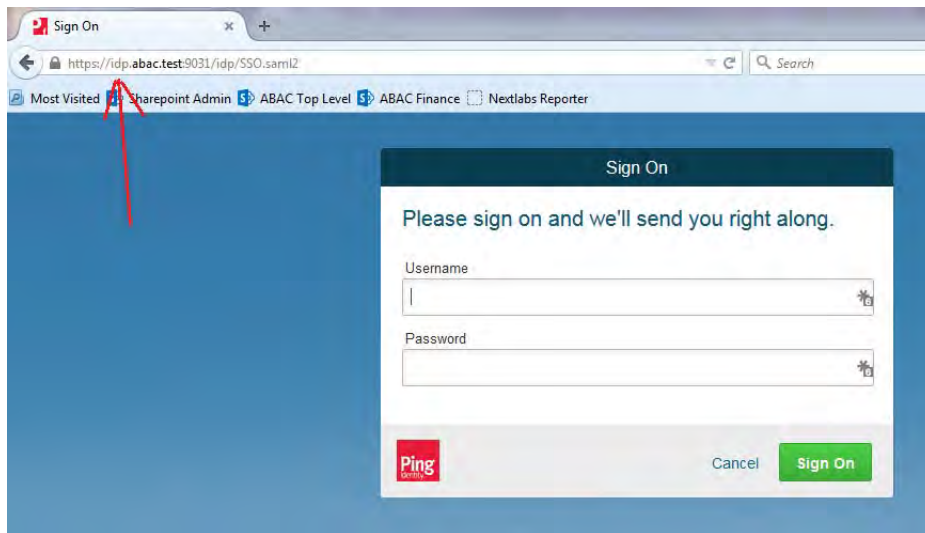 Sign On
https://idp.abac.test:9031/idp/SSO.saml2
Search
Most Visited Sharepoint Admin ABAC Top Level ABAC Finance Nextlabs Reporter
Sign On
Please sign on and we'll send you right along.
Username
Password
Ping
Identity
Cancel
Sign On